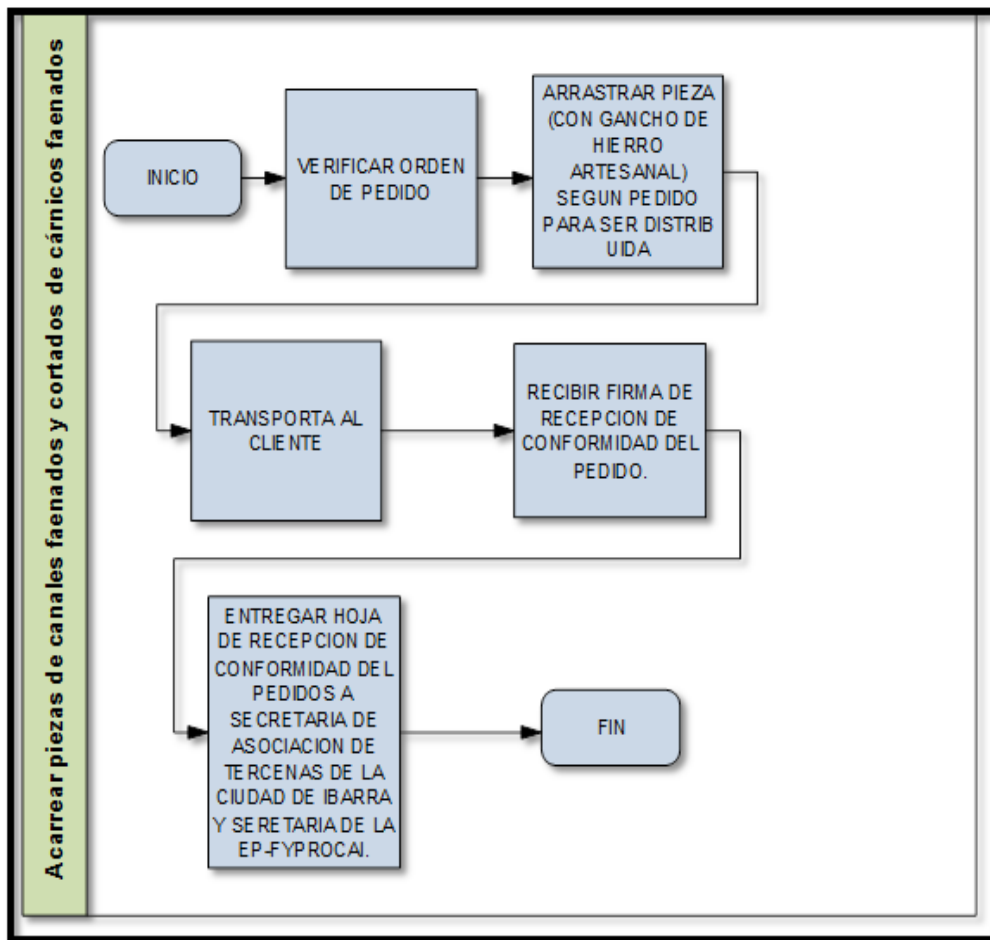 Acarrear piezas de canales faenados y cortados de cárnicos faenados
INICIO
VERIFICAR ORDEN
DE PEDIDO
ARRASTRAR PIEZA
(CON GANCHO DE
HIERRO
ARTESANAL)
SEGUN PEDIDO
PARA SER DISTRIB
UIDA
TRANSPORTA AL
CLIENTE
RECIBIR FIRMA DE
RECEPCION DE
CONFORMIDAD DEL
PEDIDO.
ENTREGAR HOJA
DE RECEPCION DE
CONFORMIDAD DEL
PEDIDOS A
SECRETARIA DE
ASOCIACION DE
TERCENAS DE LA
CIUDAD DE IBARRA
Y SERETARIA DE LA
EP-FYPROCAI.
FIN